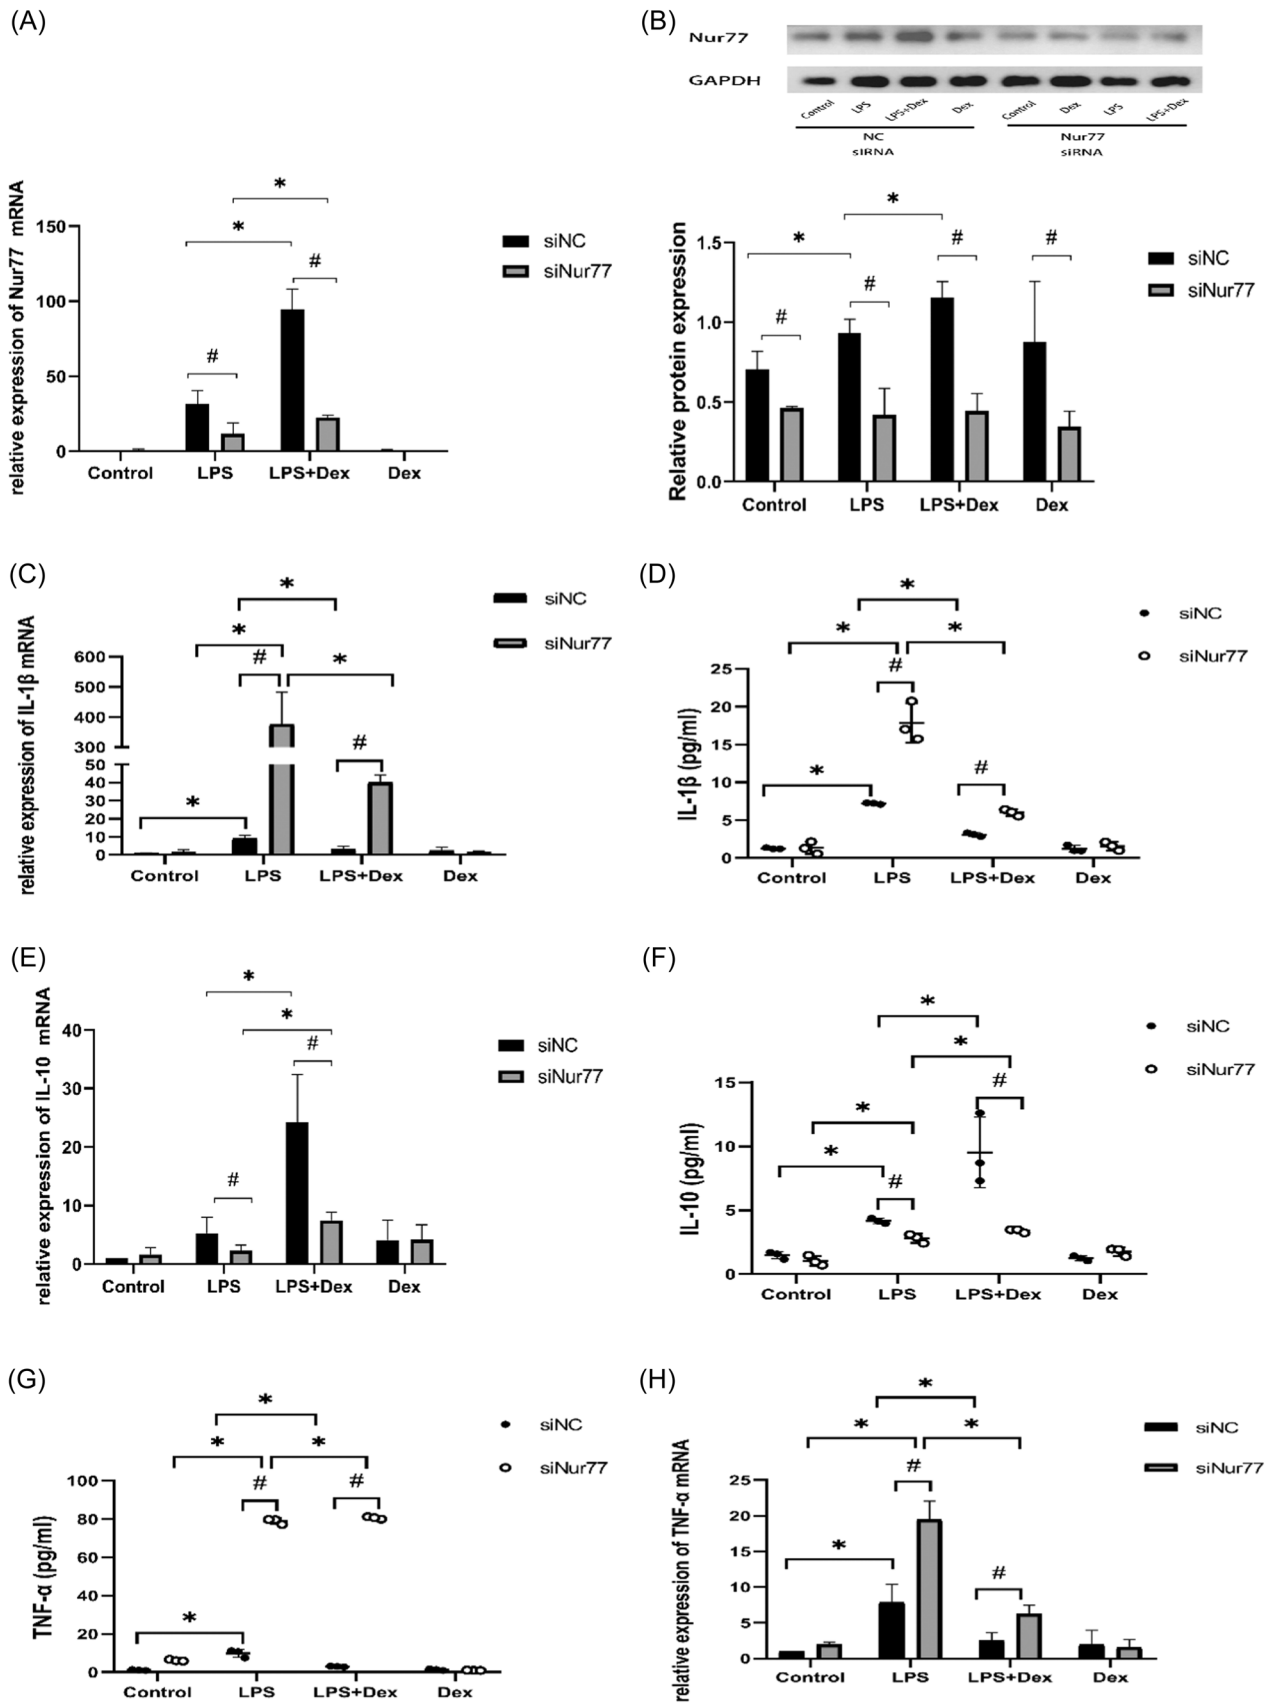 (A)
relative expression of Nur77 mRNA
150
100
50
0
*
*
#
#
siNC
siNur77
Control LPS LPS+Dex Dex
(B)
Nur77
GAPDH
Control LPS LPS+Dex Dex Control Dex LPS LPS+Dex
NC Nur77
siRNA siRNA
Relative protein expression
1.5
1.0
0.5
0.0
*
*
#
#
#
#
siNC
siNur77
Control LPS LPS+Dex Dex
(C)
relative expression of IL-1β mRNA
600
500
400
300
50
40
30
20
10
0
*
*
#
*
#
*
siNC
siNur77
Control LPS LPS+Dex Dex
(D)
IL-1β (pg/ml)
25
20
15
10
5
0
*
*
*
#
*
#
siNC
siNur77
Control LPS LPS+Dex Dex
(E)
relative expression of IL-10 mRNA
40
30
20
10
0
*
*
#
#
siNC
siNur77
Control LPS LPS+Dex Dex
(F)
IL-10 (pg/ml)
15
10
5
0
*
*
#
*
*
#
siNC
siNur77
Control LPS LPS+Dex Dex
(G)
TNF-α (pg/ml)
100
80
60
40
20
0
*
*
*
#
#
*
siNC
siNur77
Control LPS LPS+Dex Dex
(H)
relative expression of TNF-α mRNA
25
20
15
10
5
0
*
*
*
#
*
#
siNC
siNur77
Control LPS LPS+Dex Dex